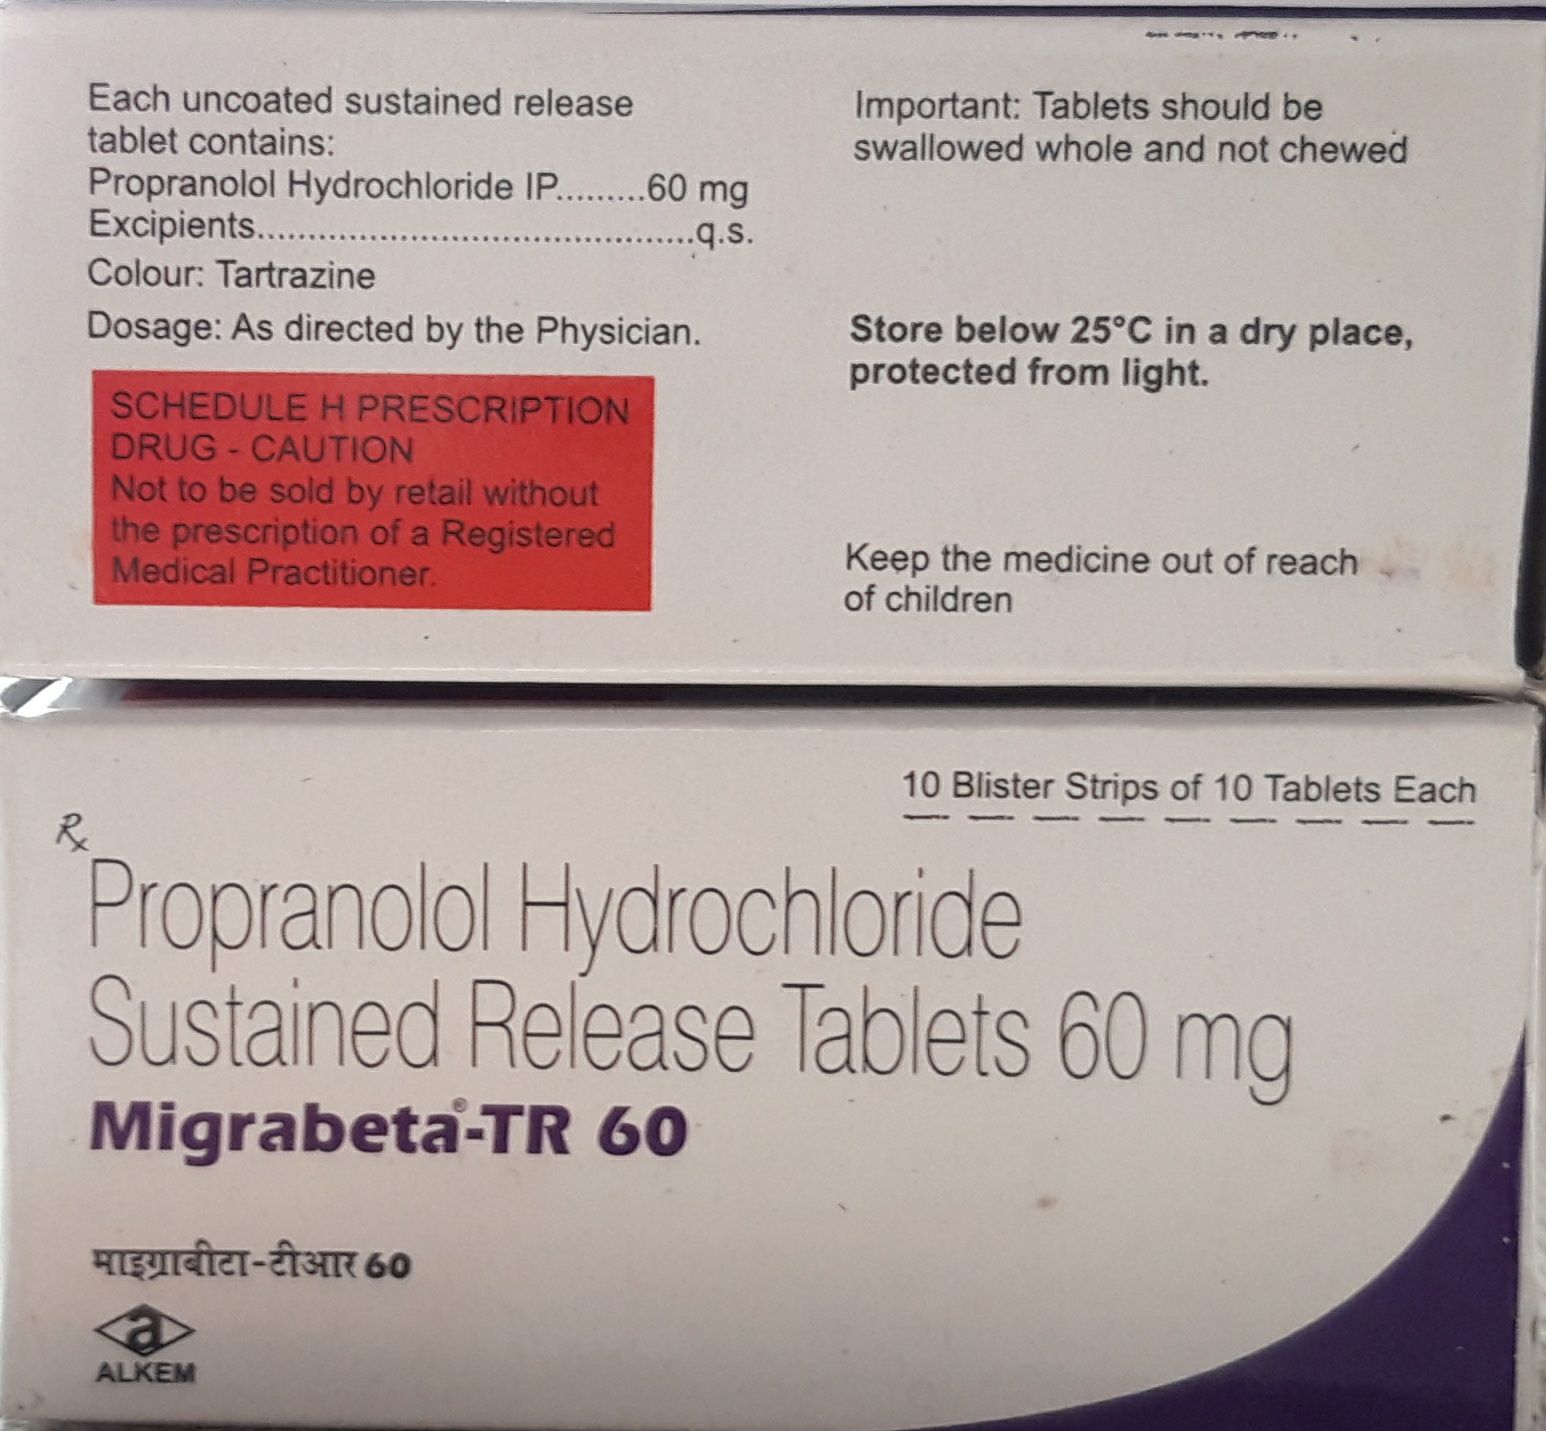 Each uncoated sustained release
tablet contains:
Propranolol Hydrochloride IP.........60 mg
Excipients...........................................q.s.
Colour: Tartrazine
Dosage: As directed by the Physician.
SCHEDULE H PRESCRIPTION
DRUG - CAUTION
Not to be sold by retail without
the prescription of a Registered
Medical Practitioner.
Important: Tablets should be
swallowed whole and not chewed
Store below 25°C in a dry place,
protected from light.
Keep the medicine out of reach
of children
10 Blister Strips of 10 Tablets Each
Rx
Propranolol Hydrochloride
Sustained Release Tablets 60 mg
Migrabeta®-TR 60
माइग्राबीटा-टीआर 60
a
ALKEM